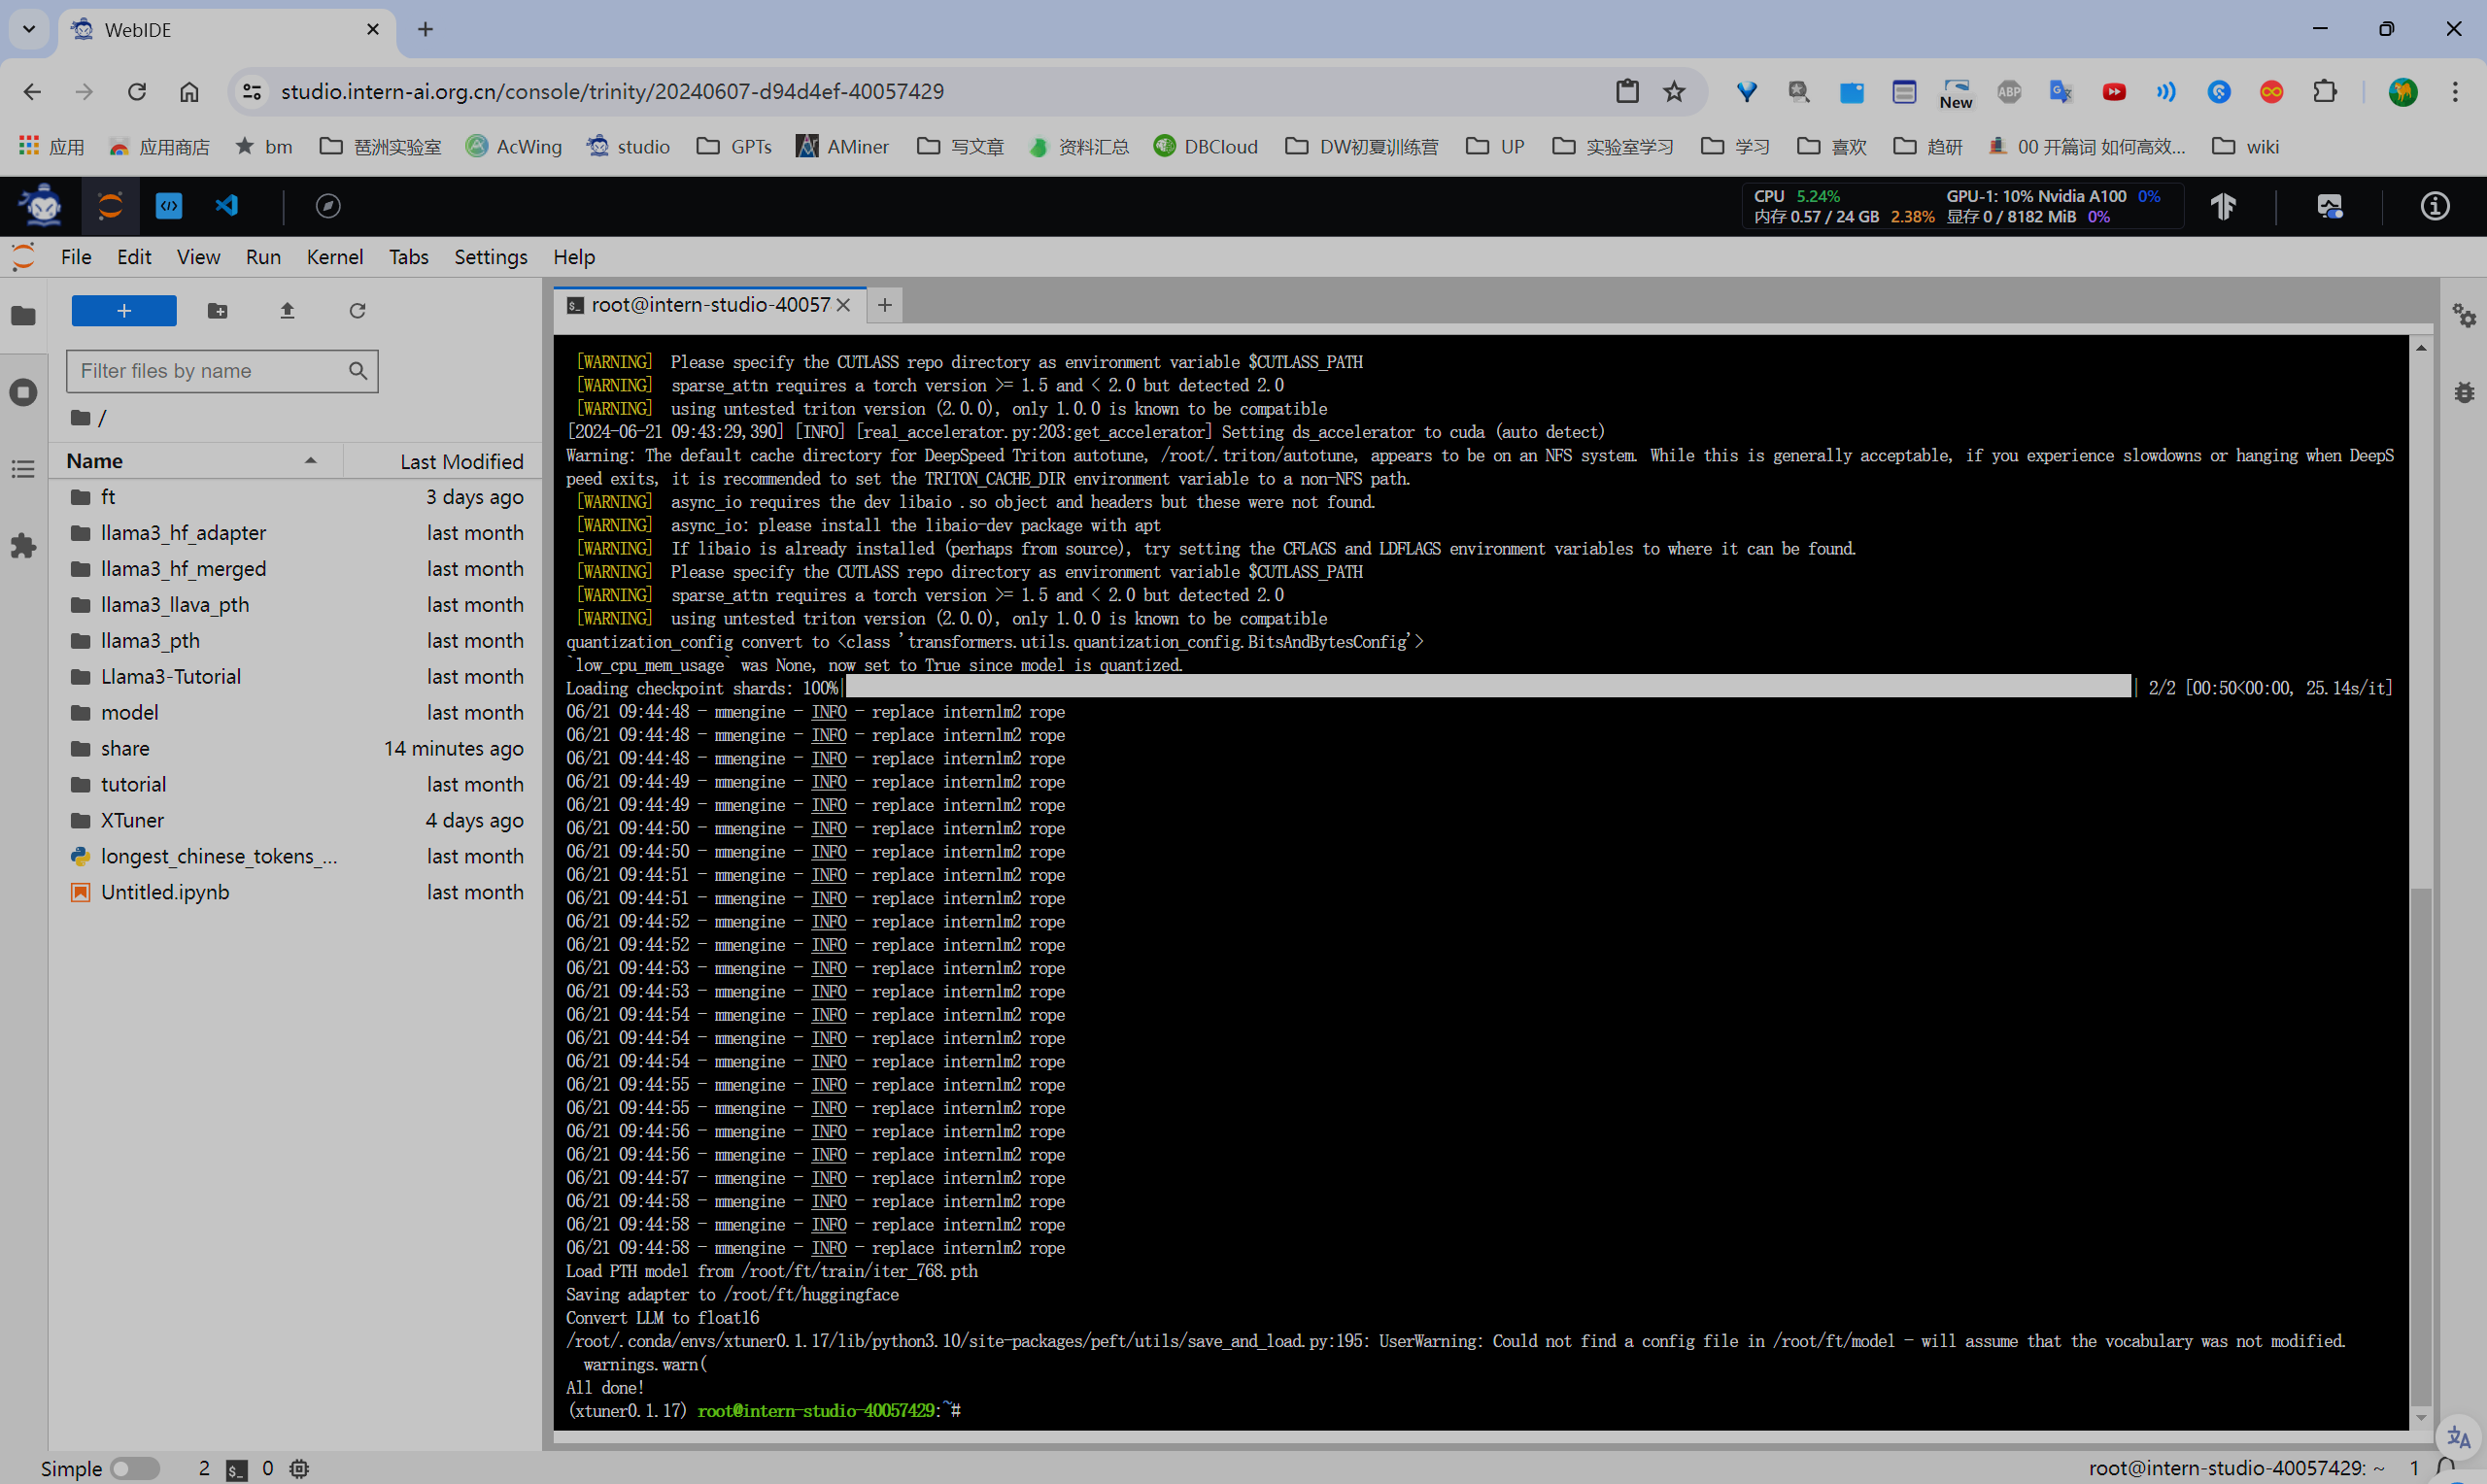 WebIDE
studio.intern-ai.org.cn/console/trinity/20240607-d94d4ef-40057429
New
ABP
应用
应用商店
bm
琶洲实验室
AcWing
studio
GPTs
AMiner
写文章
资料汇总
DBCloud
DW初夏训练营
UP
实验室学习
学习
喜欢
趋研
00 开篇词 如何高效...
wiki
CPU 5.24% GPU-1: 10% Nvidia A100 0%
内存 0.57 / 24 GB 2.38% 显存 0 / 8182 MiB 0%
File Edit View Run Kernel Tabs Settings Help
root@intern-studio-40057
Filter files by name
/
Name Last Modified
ft 3 days ago
llama3_hf_adapter last month
llama3_hf_merged last month
llama3_llava_pth last month
llama3_pth last month
Llama3-Tutorial last month
model last month
share 14 minutes ago
tutorial last month
XTuner 4 days ago
longest_chinese_tokens_... last month
Untitled.ipynb last month
[WARNING] Please specify the CUTLASS repo directory as environment variable $CUTLASS_PATH
[WARNING] sparse_attn requires a torch version >= 1.5 and < 2.0 but detected 2.0
[WARNING] using untested triton version (2.0.0), only 1.0.0 is known to be compatible
[2024-06-21 09:43:29,390] [INFO] [real_accelerator.py:203:get_accelerator] Setting ds_accelerator to cuda (auto detect)
Warning: The default cache directory for DeepSpeed Triton autotune, /root/.triton/autotune, appears to be on an NFS system. While this is generally acceptable, if you experience slowdowns or hanging when DeepS
peed exits, it is recommended to set the TRITON_CACHE_DIR environment variable to a non-NFS path.
[WARNING] async_io requires the dev libaio .so object and headers but these were not found.
[WARNING] async_io: please install the libaio-dev package with apt
[WARNING] If libaio is already installed (perhaps from source), try setting the CFLAGS and LDFLAGS environment variables to where it can be found.
[WARNING] Please specify the CUTLASS repo directory as environment variable $CUTLASS_PATH
[WARNING] sparse_attn requires a torch version >= 1.5 and < 2.0 but detected 2.0
[WARNING] using untested triton version (2.0.0), only 1.0.0 is known to be compatible
quantization_config convert to <class 'transformers.utils.quantization_config.BitsAndBytesConfig'>
`low_cpu_mem_usage` was None, now set to True since model is quantized.
Loading checkpoint shards: 100%| | 2/2 [00:50<00:00, 25.14s/it]
06/21 09:44:48 - mmengine - INFO - replace internlm2 rope
06/21 09:44:48 - mmengine - INFO - replace internlm2 rope
06/21 09:44:48 - mmengine - INFO - replace internlm2 rope
06/21 09:44:49 - mmengine - INFO - replace internlm2 rope
06/21 09:44:49 - mmengine - INFO - replace internlm2 rope
06/21 09:44:50 - mmengine - INFO - replace internlm2 rope
06/21 09:44:50 - mmengine - INFO - replace internlm2 rope
06/21 09:44:51 - mmengine - INFO - replace internlm2 rope
06/21 09:44:51 - mmengine - INFO - replace internlm2 rope
06/21 09:44:52 - mmengine - INFO - replace internlm2 rope
06/21 09:44:52 - mmengine - INFO - replace internlm2 rope
06/21 09:44:53 - mmengine - INFO - replace internlm2 rope
06/21 09:44:53 - mmengine - INFO - replace internlm2 rope
06/21 09:44:54 - mmengine - INFO - replace internlm2 rope
06/21 09:44:54 - mmengine - INFO - replace internlm2 rope
06/21 09:44:54 - mmengine - INFO - replace internlm2 rope
06/21 09:44:55 - mmengine - INFO - replace internlm2 rope
06/21 09:44:55 - mmengine - INFO - replace internlm2 rope
06/21 09:44:56 - mmengine - INFO - replace internlm2 rope
06/21 09:44:56 - mmengine - INFO - replace internlm2 rope
06/21 09:44:57 - mmengine - INFO - replace internlm2 rope
06/21 09:44:58 - mmengine - INFO - replace internlm2 rope
06/21 09:44:58 - mmengine - INFO - replace internlm2 rope
06/21 09:44:58 - mmengine - INFO - replace internlm2 rope
Load PTH model from /root/ft/train/iter_768.pth
Saving adapter to /root/ft/huggingface
Convert LLM to float16
/root/.conda/envs/xtuner0.1.17/lib/python3.10/site-packages/peft/utils/save_and_load.py:195: UserWarning: Could not find a config file in /root/ft/model - will assume that the vocabulary was not modified.
warnings.warn(
All done!
(xtuner0.1.17) root@intern-studio-40057429:~#
Simple 2 0 root@intern-studio-40057429: ~ 1